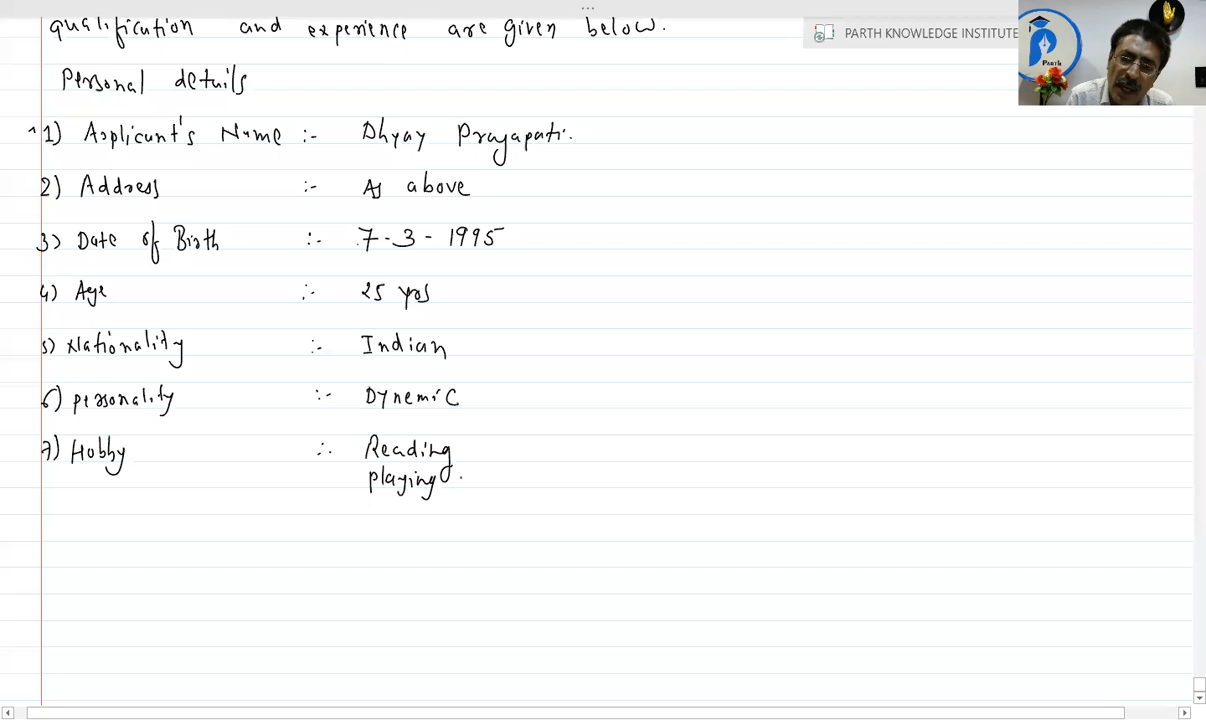 qualification and experience are given below.
PARTH KNOWLEDGE INSTITUTE
Parth
Personal details
1) Applicant's Name :- Dhyay Prajapati.
2) Address :- As above
3) Date of Birth :- 7-3-1995
4) Age :- 25 yrs
5) Nationality :- Indian
6) personality :- Dynemic
7) Hobby :- Reading
playing.